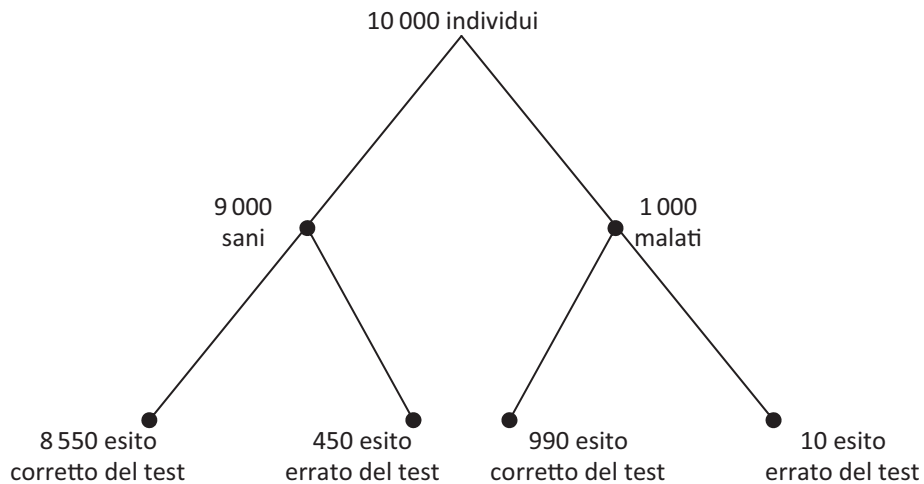 10 000 individui
9 000
sani
1 000
malati
8 550 esito
corretto del test
450 esito
errato del test
990 esito
corretto del test
10 esito
errato del test